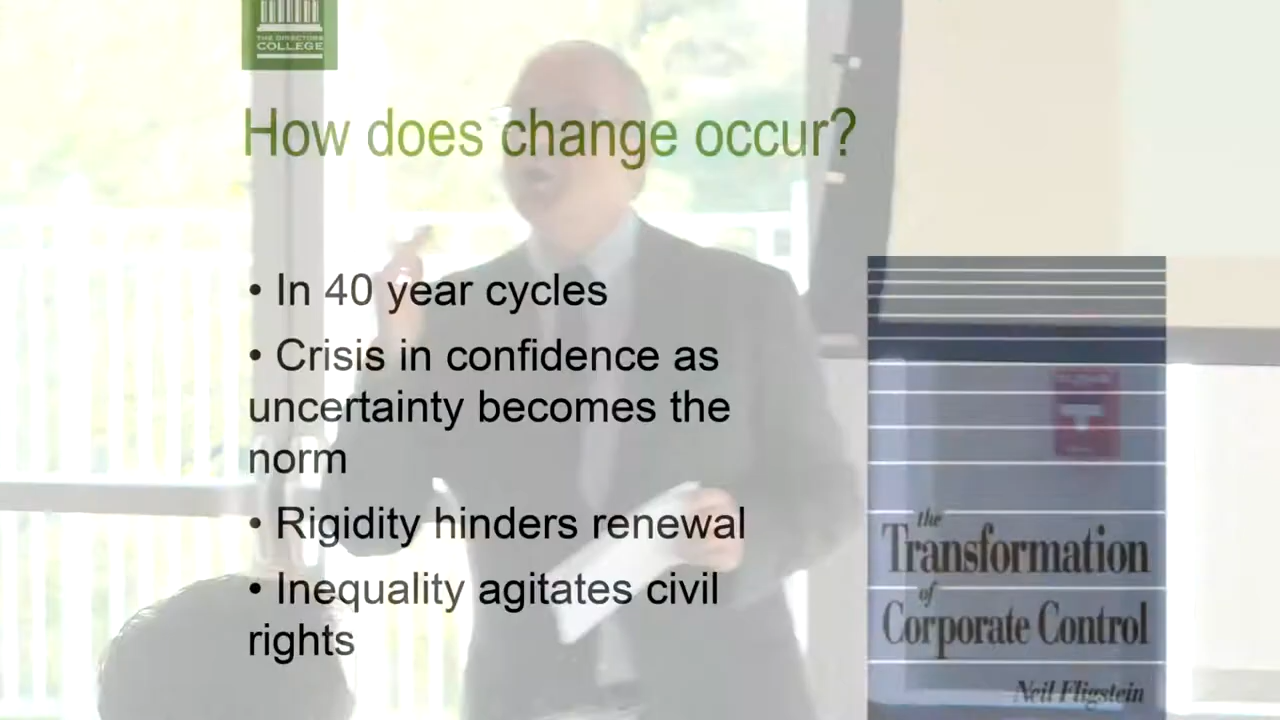 THE DIRECTORS
COLLEGE
How does change occur?
• In 40 year cycles
• Crisis in confidence as
uncertainty becomes the
norm
• Rigidity hinders renewal
• Inequality agitates civil
rights
the
Transformation
of
Corporate Control
Neil Fligstein